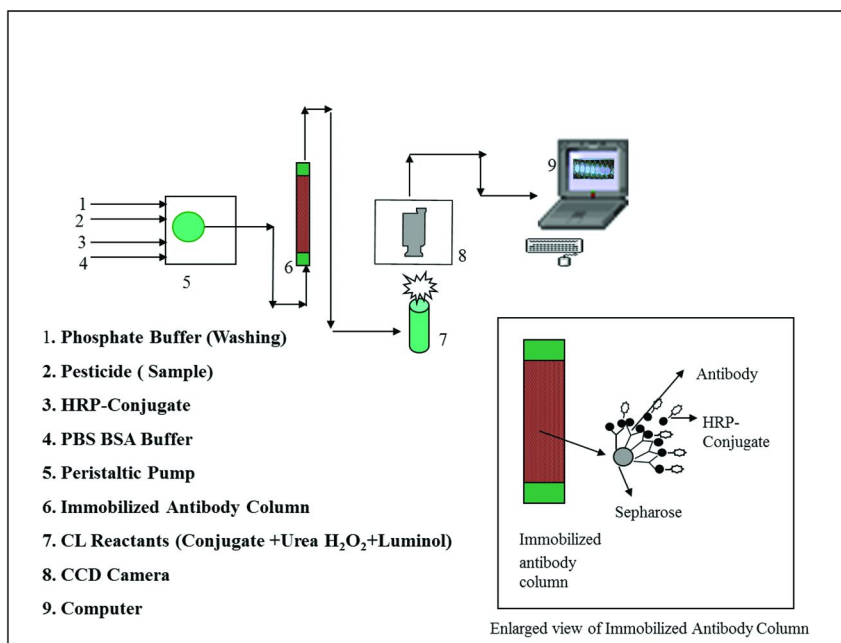 1
2
3
4
5
6
7
8
9
1. Phosphate Buffer (Washing)
2. Pesticide ( Sample)
3. HRP-Conjugate
4. PBS BSA Buffer
5. Peristaltic Pump
6. Immobilized Antibody Column
7. CL Reactants (Conjugate +Urea H₂O₂+Luminol)
8. CCD Camera
9. Computer
Antibody
HRP-
Conjugate
Sepharose
Immobilized
antibody
column
Enlarged view of Immobilized Antibody Column